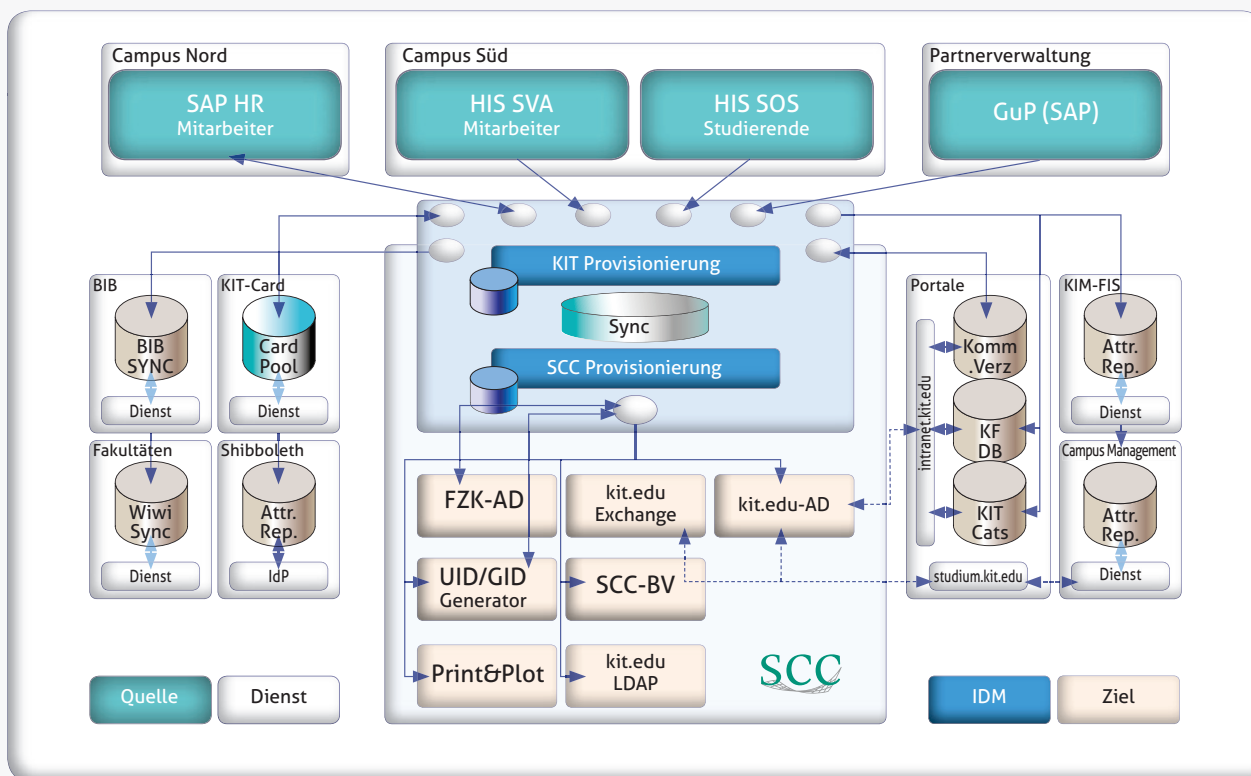 Campus Nord
SAP HR
Mitarbeiter
Campus Süd
HIS SVA
Mitarbeiter
HIS SOS
Studierende
Partnerverwaltung
GuP (SAP)
KIT Provisionierung
Sync
SCC Provisionierung
BIB
BIB
SYNC
Dienst
KIT-Card
Card
Pool
Dienst
Fakultäten
Wiwi
Sync
Dienst
Shibboleth
Attr.
Rep.
IdP
FZK-AD
kit.edu
Exchange
kit.edu-AD
UID/GID
Generator
SCC-BV
Print&Plot
kit.edu
LDAP
SCC
Portale
intranet.kit.edu
Komm
.Verz
KF
DB
KIT
Cats
studium.kit.edu
KIM-FIS
Attr.
Rep.
Dienst
Campus Management
Attr.
Rep.
Dienst
Quelle
Dienst
IDM
Ziel